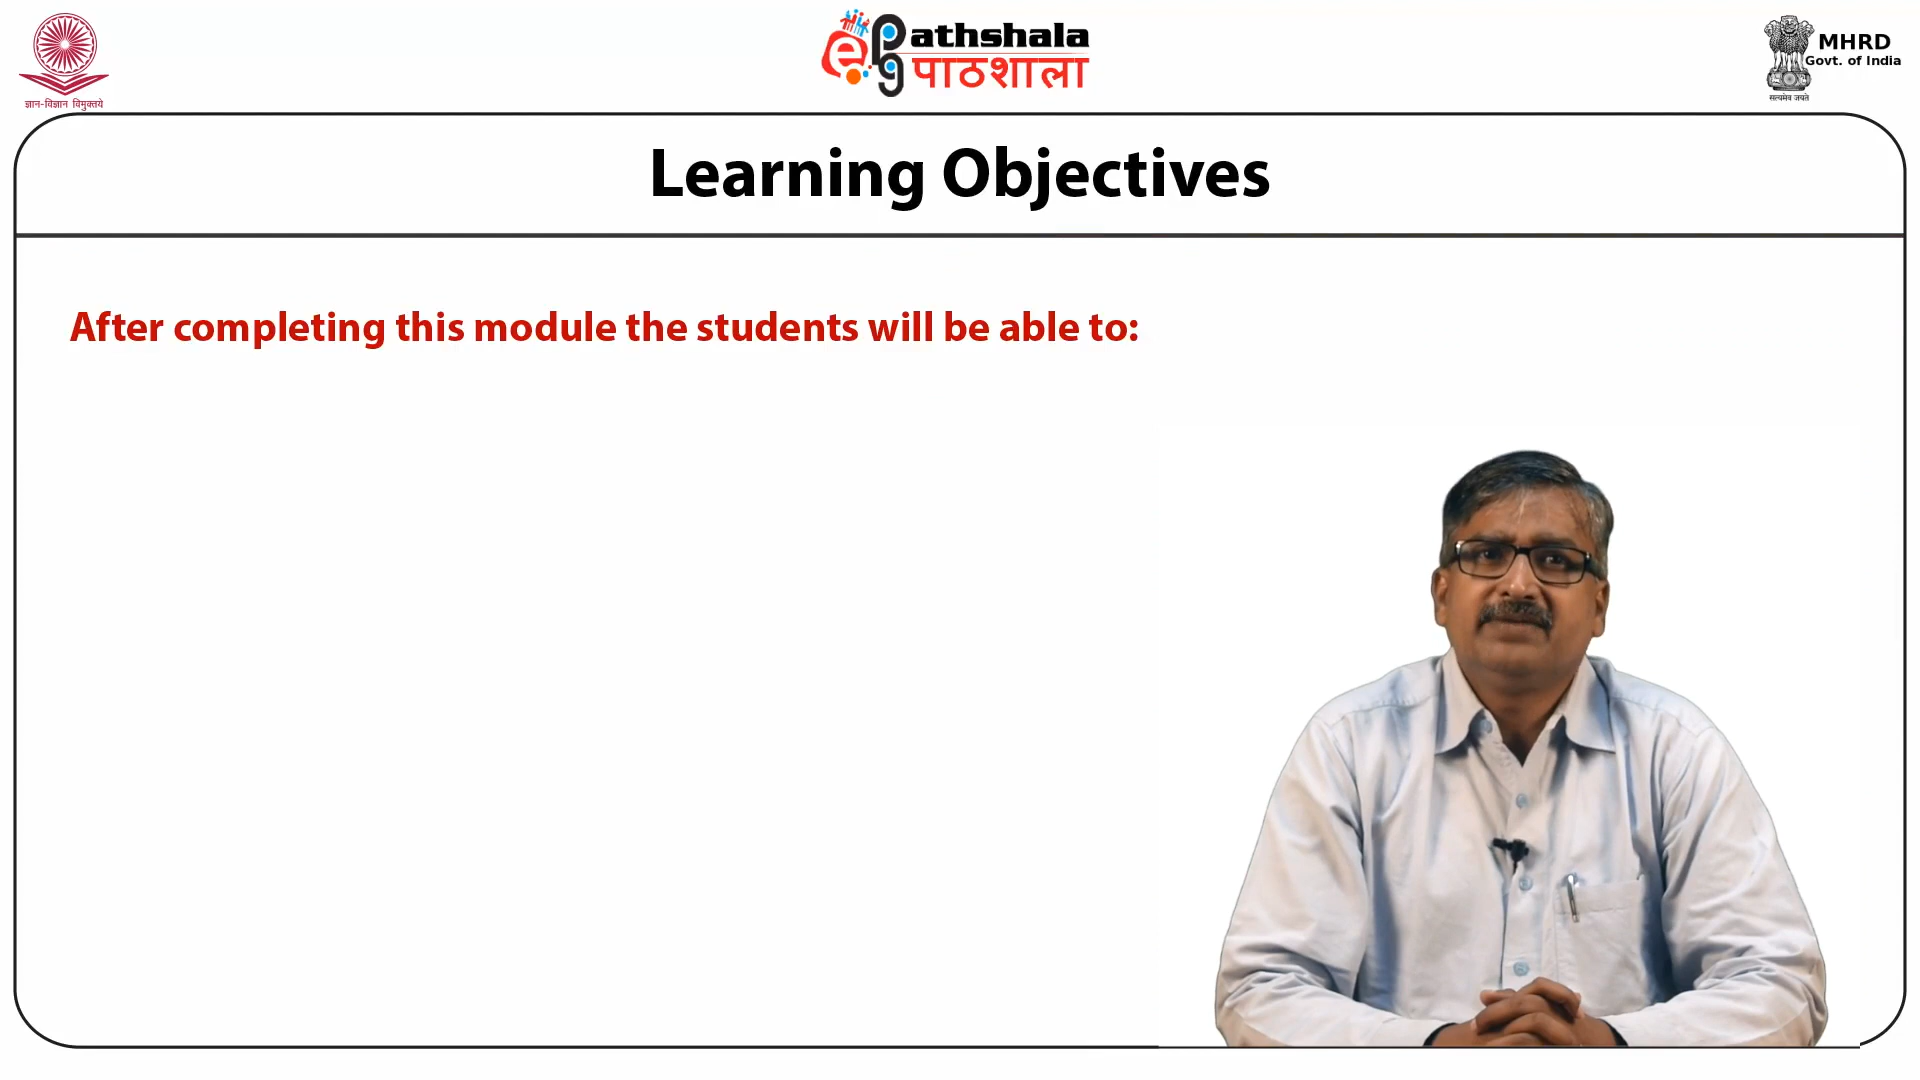 ज्ञान-विज्ञान विमुक्तये
e Pg athshala
पाठशाला
MHRD
Govt. of India
सत्यमेव जयते
Learning Objectives
After completing this module the students will be able to: